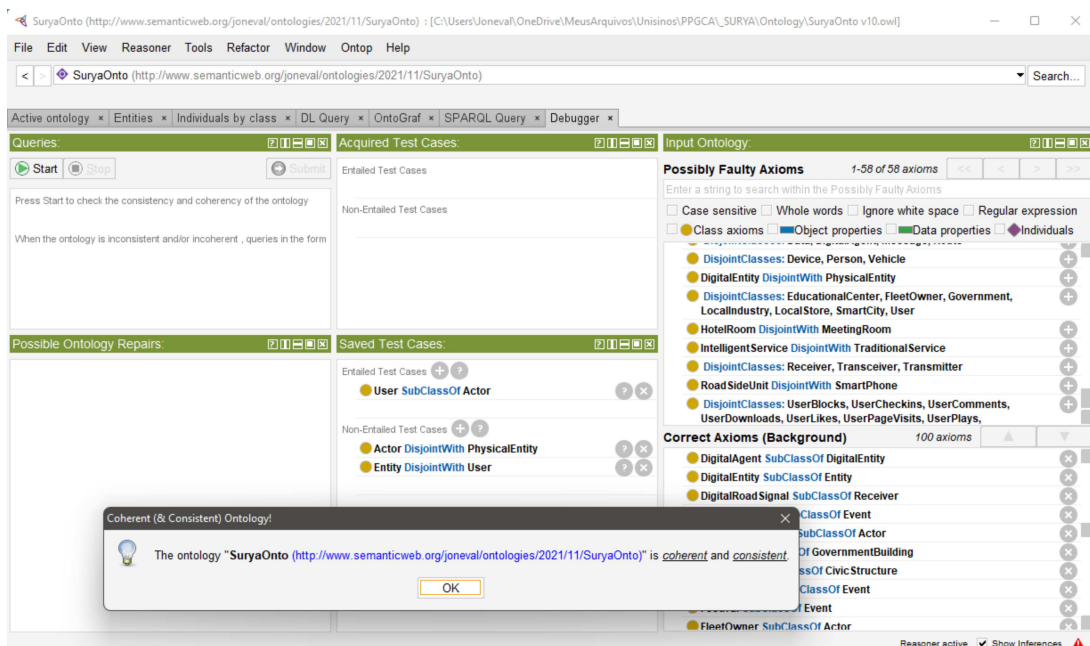 SuryaOnto (http://www.semanticweb.org/joneval/ontologies/2021/11/SuryaOnto) : [C:\Users\Joneval\OneDrive\MeusArquivos\Unisinos\PPGCA\_SURYA\Ontology\SuryaOnto v10.owl]
File Edit View Reasoner Tools Refactor Window Ontop Help
< > SuryaOnto (http://www.semanticweb.org/joneval/ontologies/2021/11/SuryaOnto) Search...
Active ontology × Entities × Individuals by class × DL Query × OntoGraf × SPARQL Query × Debugger ×
Queries:
Start Stop Submit
Press Start to check the consistency and coherency of the ontology
When the ontology is inconsistent and/or incoherent , queries in the form
Possible Ontology Repairs:
Acquired Test Cases:
Entailed Test Cases
Non-Entailed Test Cases
Saved Test Cases:
Entailed Test Cases
User SubClassOf Actor
Non-Entailed Test Cases
Actor DisjointWith PhysicalEntity
Entity DisjointWith User
Input Ontology:
Possibly Faulty Axioms 1-58 of 58 axioms << < > >>
Enter a string to search within the Possibly Faulty Axioms
Case sensitive Whole words Ignore white space Regular expression
Class axioms Object properties Data properties Individuals
DisjointClasses: Device, Person, Vehicle
DigitalEntity DisjointWith PhysicalEntity
DisjointClasses: EducationalCenter, FleetOwner, Government,
LocalIndustry, LocalStore, SmartCity, User
HotelRoom DisjointWith MeetingRoom
IntelligentService DisjointWith TraditionalService
DisjointClasses: Receiver, Transceiver, Transmitter
RoadSideUnit DisjointWith SmartPhone
DisjointClasses: UserBlocks, UserCheckins, UserComments,
UserDownloads, UserLikes, UserPageVisits, UserPlays,
Correct Axioms (Background) 100 axioms
DigitalAgent SubClassOf DigitalEntity
DigitalEntity SubClassOf Entity
DigitalRoadSignal SubClassOf Receiver
ClassOf Event
SubClassOf Actor
Of GovernmentBuilding
ssOf CivicStructure
ClassOf Event
Event
FleetOwner SubClassOf Actor
Coherent (& Consistent) Ontology!
The ontology "SuryaOnto (http://www.semanticweb.org/joneval/ontologies/2021/11/SuryaOnto)" is coherent and consistent.
OK
Reasoner active Show Inferences